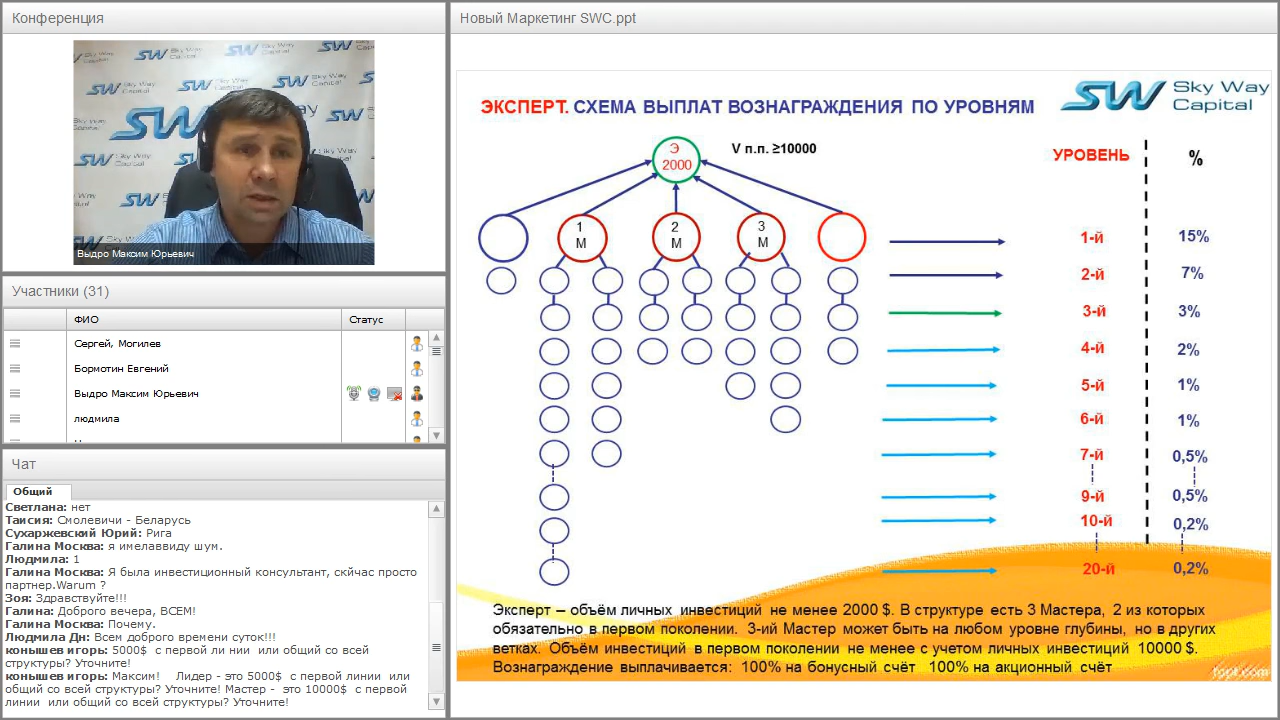 Конференция
SW
Sky Way Capital
Выдро Максим Юрьевич
Участники (31)
ФИО
Статус
Сергей, Могилев
Бормотин Евгений
Выдро Максим Юрьевич
людмила
Чат
Общий
Светлана: нет
Таисия: Смолевичи - Беларусь
Сухаржевский Юрий: Рига
Галина Москва: я имелаввиду шум.
Людмила: 1
Галина Москва: Я была инвестиционный консультант, скйчас просто
партнер.Warum ?
Зоя: Здравствуйте!!!
Галина: Доброго вечера, ВСЕМ!
Галина Москва: Почему.
Людмила Дн: Всем доброго времени суток!!!
конышев игорь: 5000$ с первой ли нии или общий со всей
структуры? Уточните!
конышев игорь: Максим! Лидер - это 5000$ с первой линии или
общий со всей структуры? Уточните! Мастер - это 10000$ с первой
линии или общий со всей структуры? Уточните!
Новый Маркетинг SWC.ppt
ЭКСПЕРТ. СХЕМА ВЫПЛАТ ВОЗНАГРАЖДЕНИЯ ПО УРОВНЯМ
SW Sky Way
Capital
Э
2000
V п.п. ≥10000
УРОВЕНЬ %
1
М
2
М
3
М
1-й 15%
2-й 7%
3-й 3%
4-й 2%
5-й 1%
6-й 1%
7-й 0,5%
9-й 0,5%
10-й 0,2%
20-й 0,2%
Эксперт – объём личных инвестиций не менее 2000 $. В структуре есть 3 Мастера, 2 из которых
обязательно в первом поколении. 3-ий Мастер может быть на любом уровне глубины, но в других
ветках. Объём инвестиций в первом поколении не менее с учетом личных инвестиций 10000 $.
Вознаграждение выплачивается: 100% на бонусный счёт 100% на акционный счёт